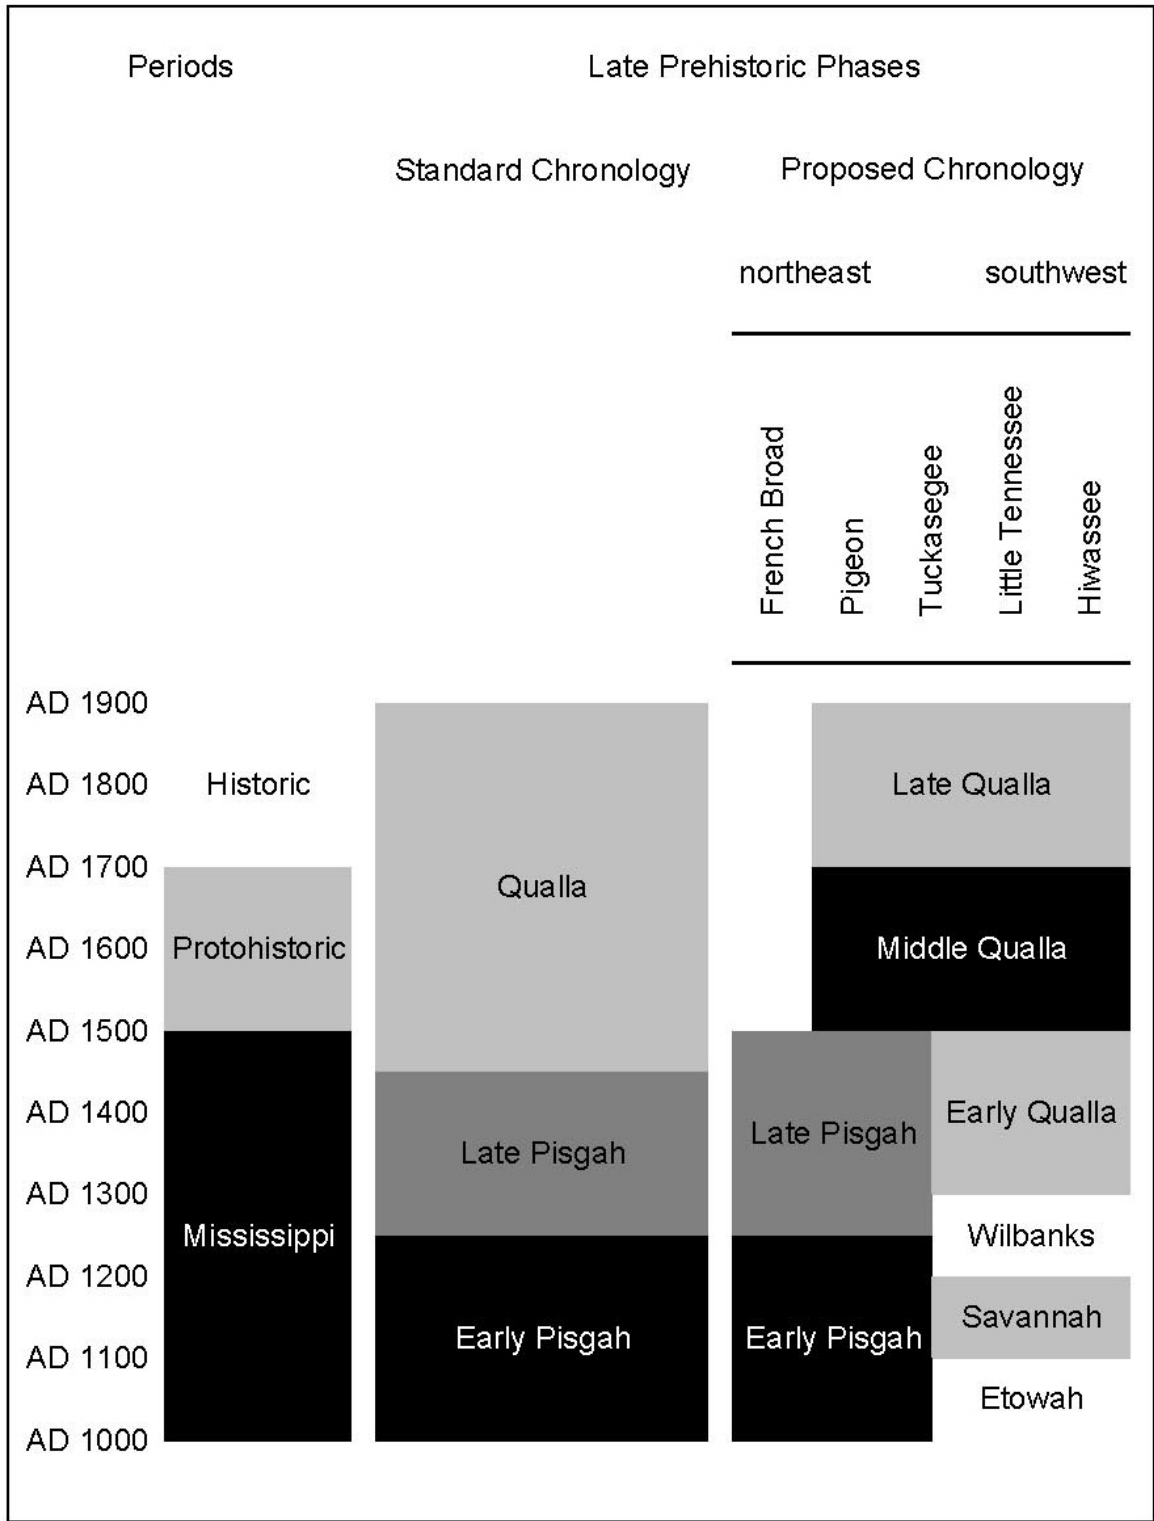 Periods
Late Prehistoric Phases
Standard Chronology
Proposed Chronology
northeast
southwest
French Broad
Pigeon
Tuckasegee
Little Tennessee
Hiwassee
AD 1900
AD 1800
Historic
Late Qualla
AD 1700
Qualla
AD 1600
Protohistoric
Middle Qualla
AD 1500
AD 1400
Early Qualla
Late Pisgah
Late Pisgah
AD 1300
Mississippi
Wilbanks
AD 1200
Savannah
Early Pisgah
Early Pisgah
AD 1100
Etowah
AD 1000